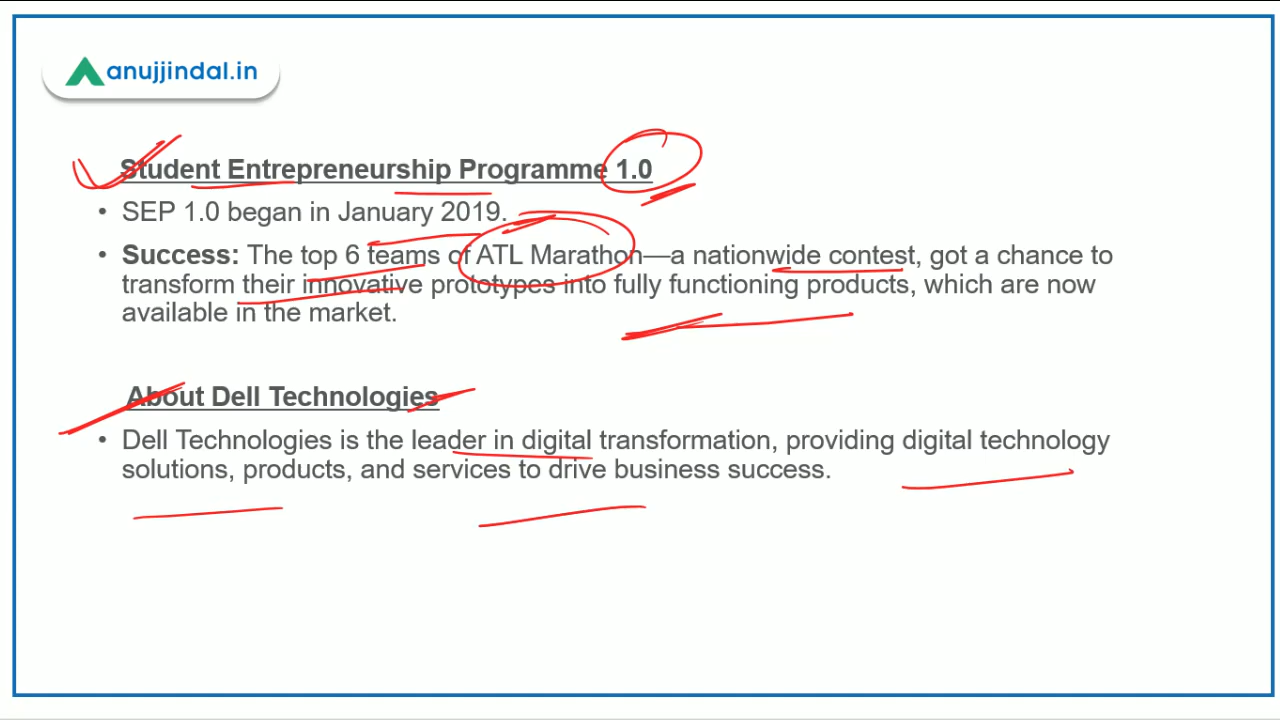 anujjindal.in
Student Entrepreneurship Programme 1.0
• SEP 1.0 began in January 2019.
• Success: The top 6 teams of ATL Marathon—a nationwide contest, got a chance to
transform their innovative prototypes into fully functioning products, which are now
available in the market.
About Dell Technologies
• Dell Technologies is the leader in digital transformation, providing digital technology
solutions, products, and services to drive business success.